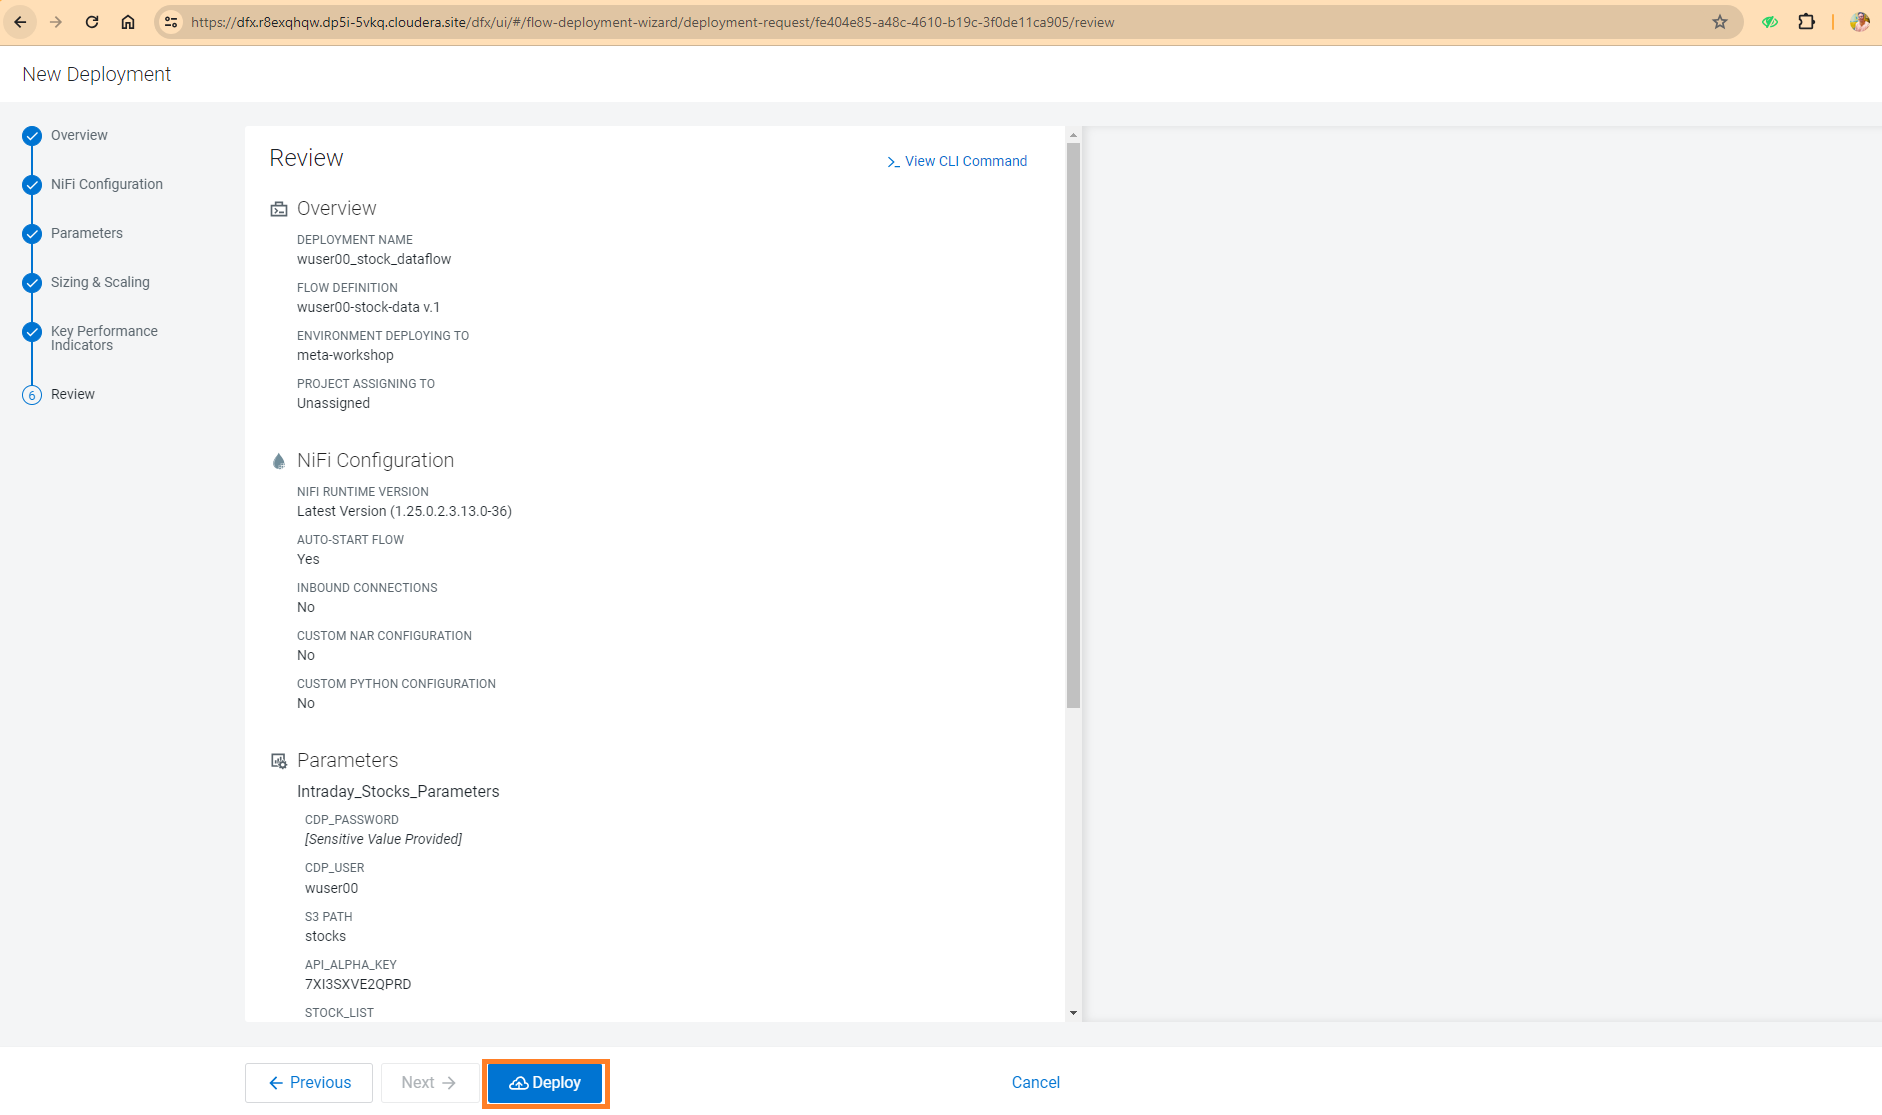 https://dfx.r8exqhqw.dp5i-5vkq.cloudera.site/dfx/ui/#/flow-deployment-wizard/deployment-request/fe404e85-a48c-4610-b19c-3f0de11ca905/review
New Deployment
Overview
NiFi Configuration
Parameters
Sizing & Scaling
Key Performance
Indicators
6 Review
Review
>_ View CLI Command
Overview
DEPLOYMENT NAME
wuser00_stock_dataflow
FLOW DEFINITION
wuser00-stock-data v.1
ENVIRONMENT DEPLOYING TO
meta-workshop
PROJECT ASSIGNING TO
Unassigned
NiFi Configuration
NIFI RUNTIME VERSION
Latest Version (1.25.0.2.3.13.0-36)
AUTO-START FLOW
Yes
INBOUND CONNECTIONS
No
CUSTOM NAR CONFIGURATION
No
CUSTOM PYTHON CONFIGURATION
No
Parameters
Intraday_Stocks_Parameters
CDP_PASSWORD
[Sensitive Value Provided]
CDP_USER
wuser00
S3 PATH
stocks
API_ALPHA_KEY
7XI3SXVE2QPRD
STOCK_LIST
Previous
Next
Deploy
Cancel